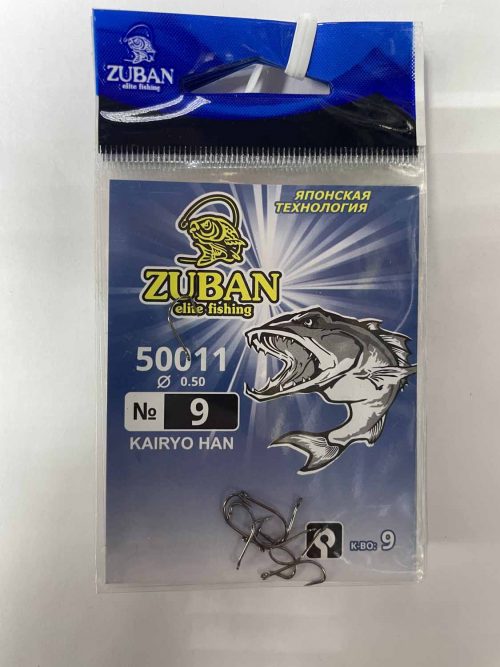 ZUBAN
elite fishing
ЯПОНСКАЯ
ТЕХНОЛОГИЯ
ZUBAN
elite fishing
50011
Ø 0.50
№ 9
KAIRYO HAN
К-ВО: 9